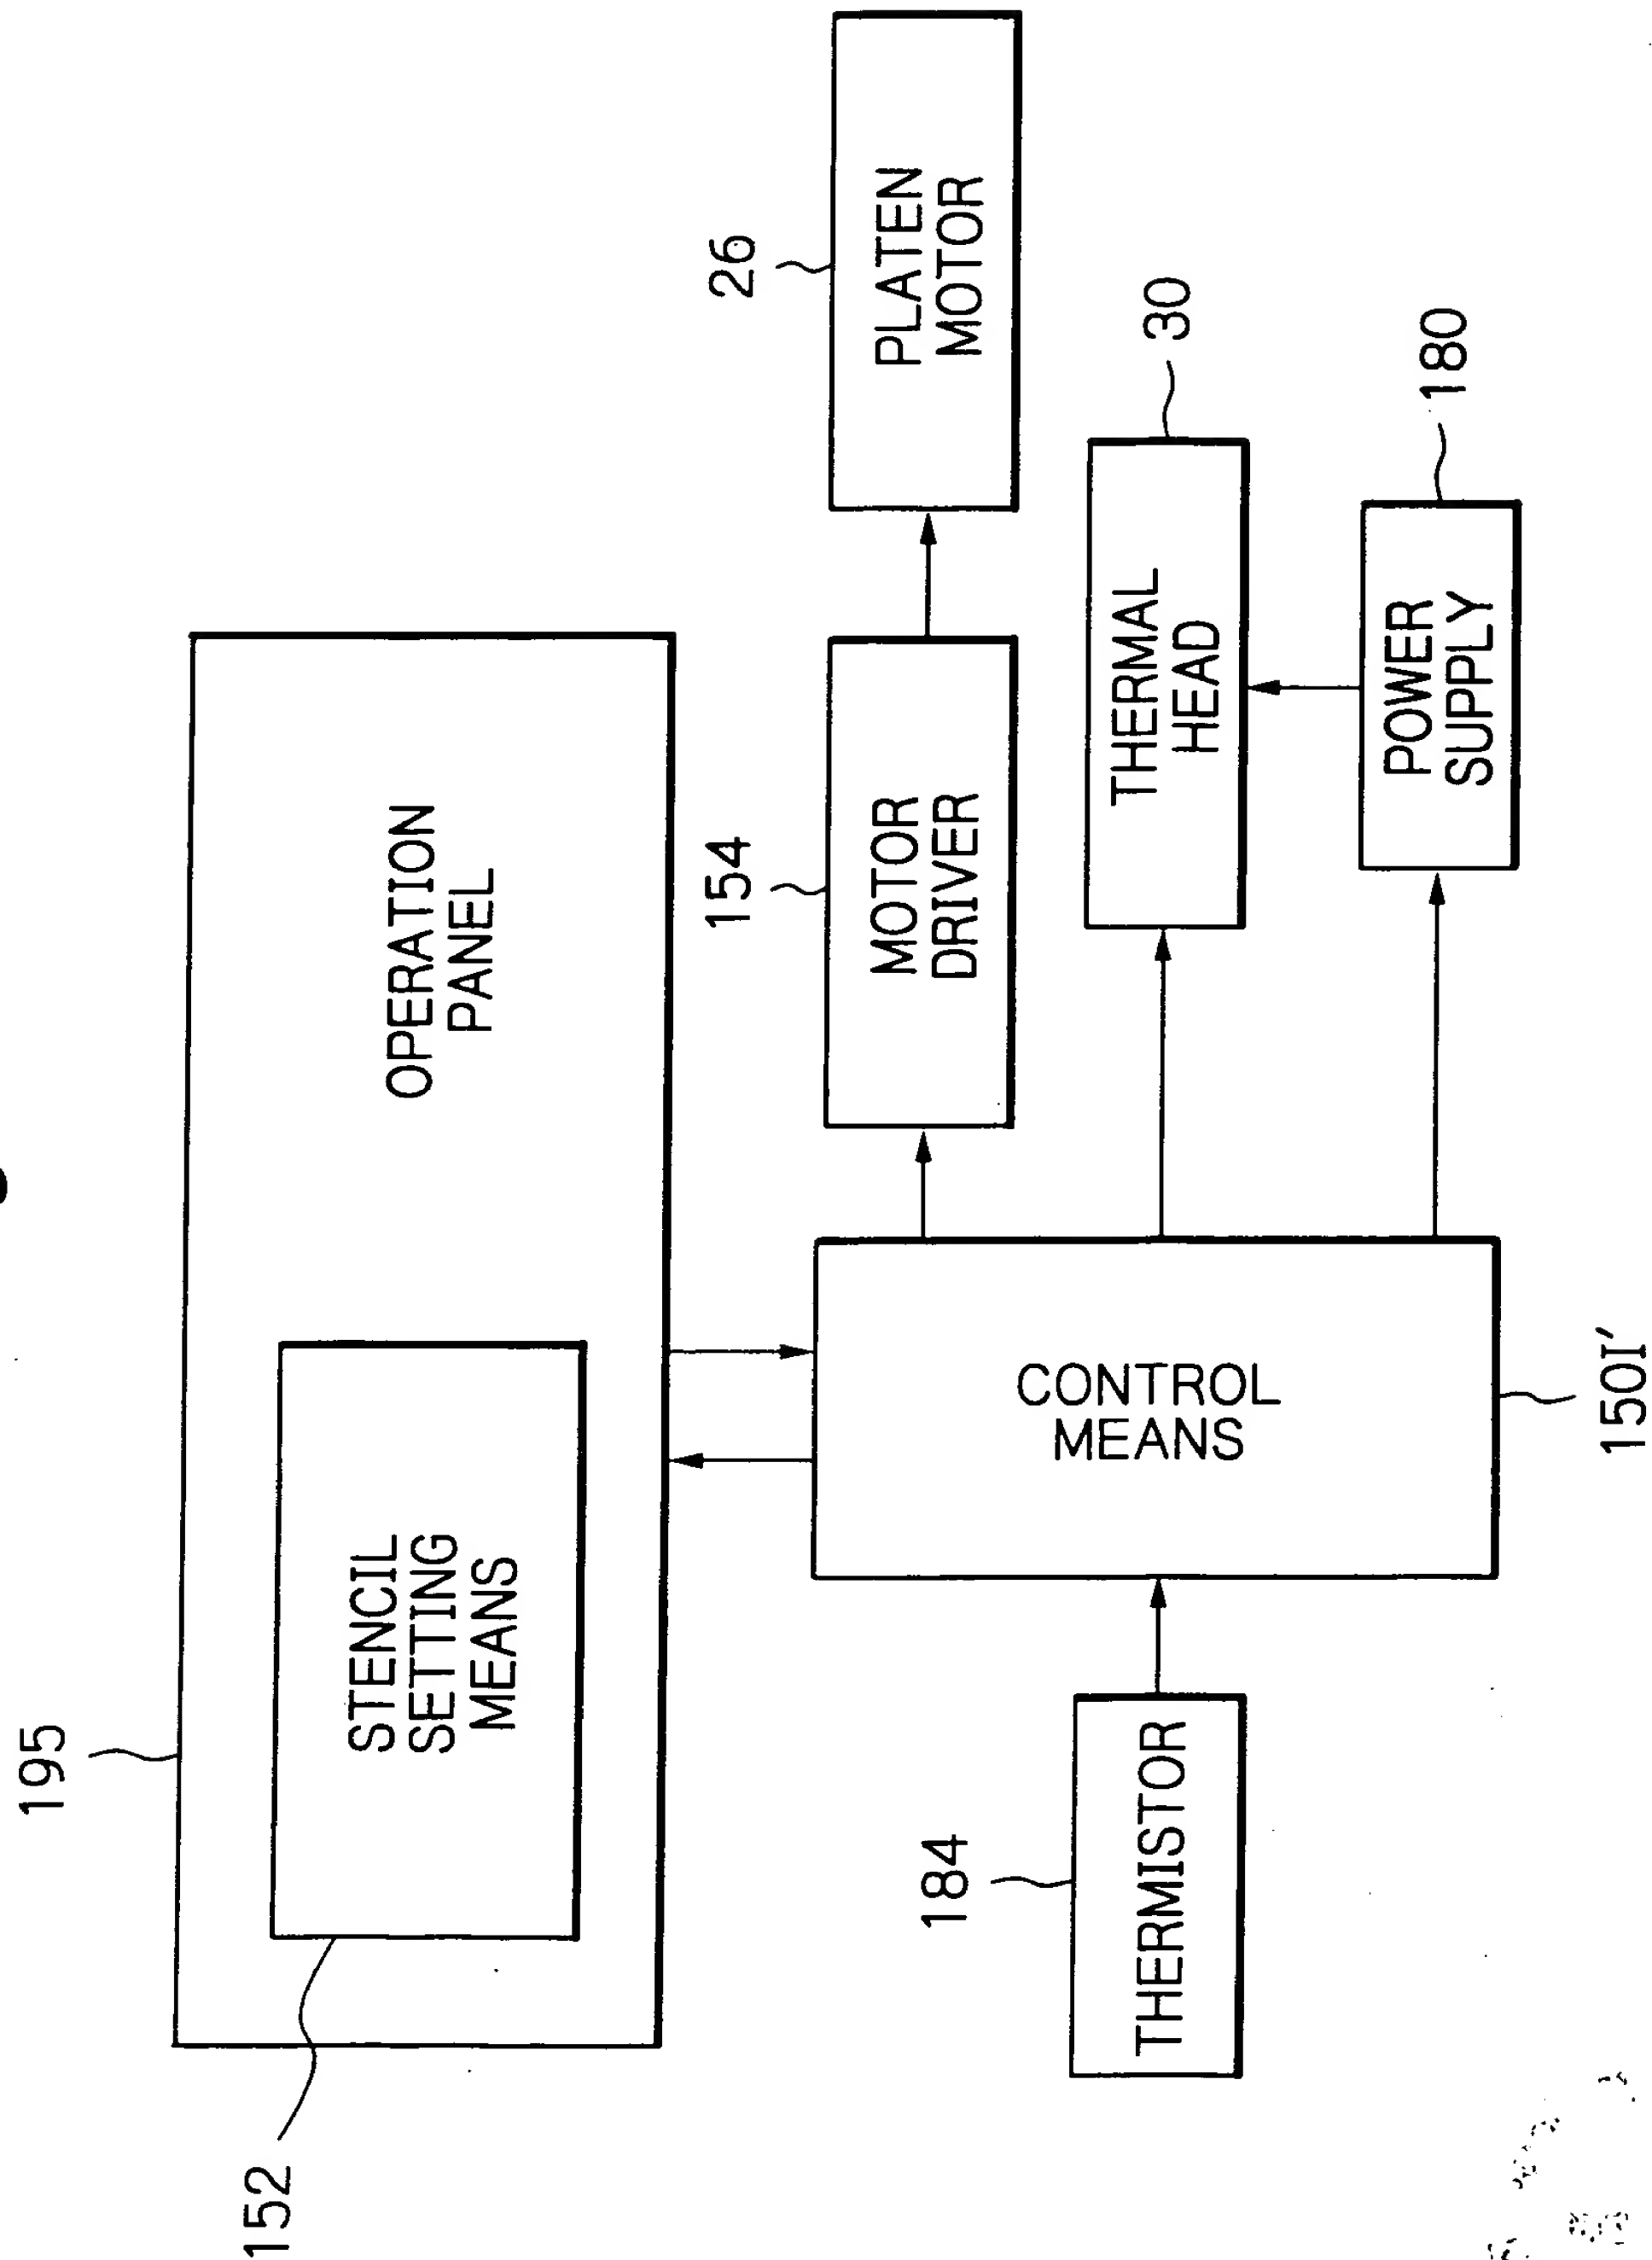 195
152
STENCIL
SETTING
MEANS
OPERATION
PANEL
184
THERMISTOR
CONTROL
MEANS
150I′
154
MOTOR
DRIVER
26
PLATEN
MOTOR
THERMAL
HEAD
30
POWER
SUPPLY
180